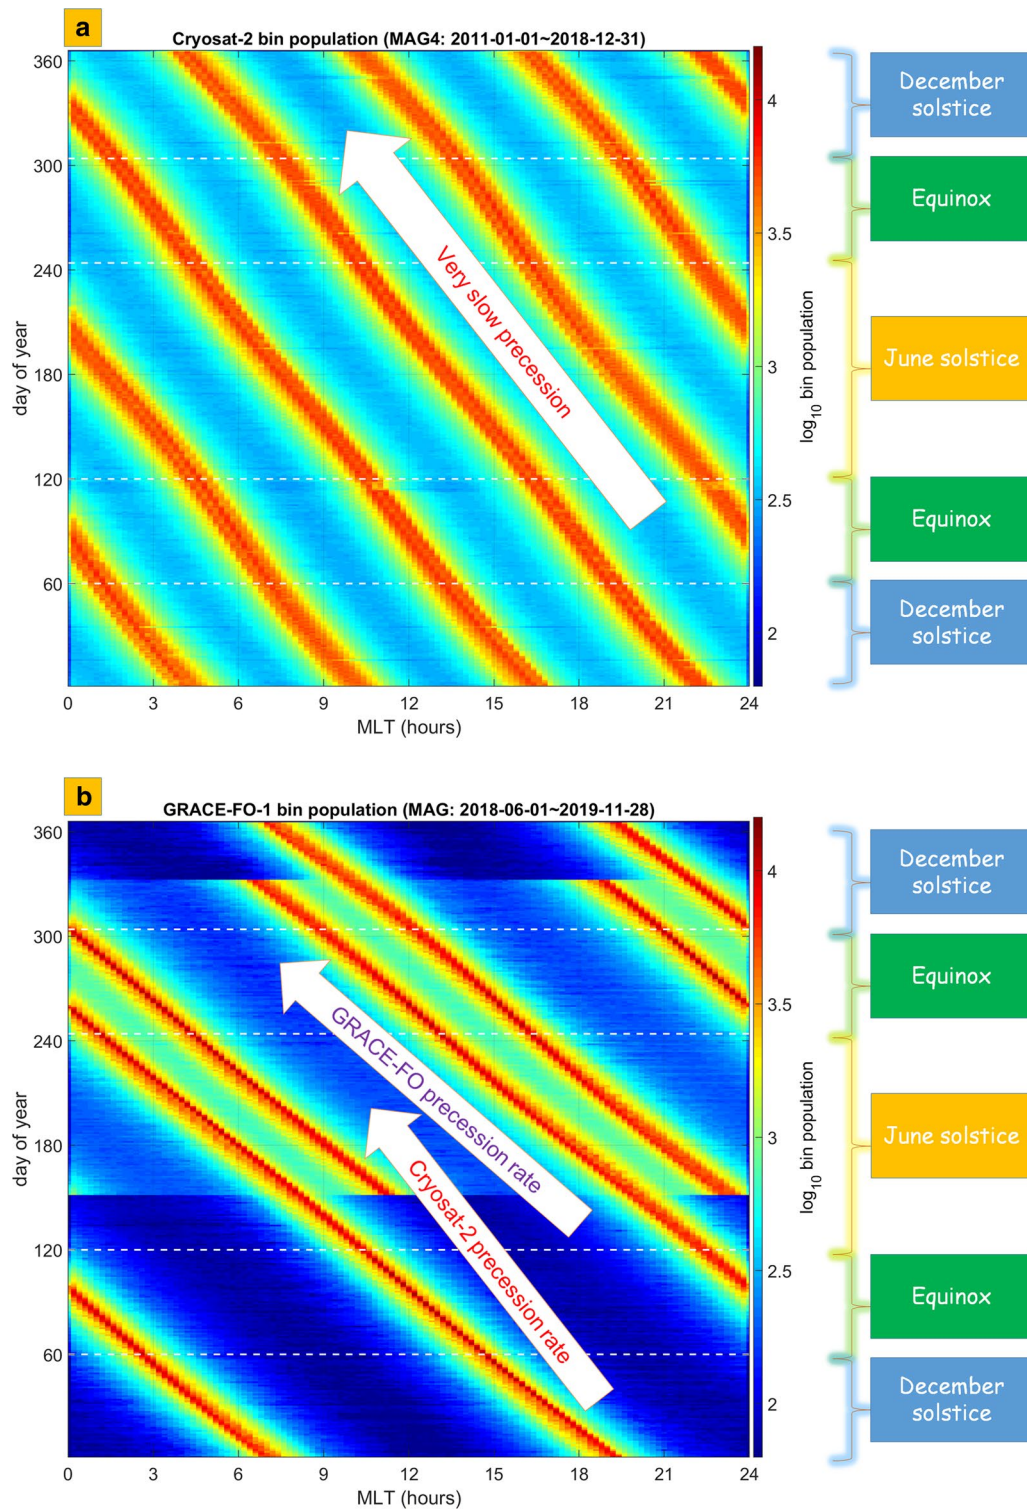 a
Cryosat-2 bin population (MAG4: 2011-01-01~2018-12-31)
360
300
240
180
120
60
day of year
0 3 6 9 12 15 18 21 24
MLT (hours)
Very slow precession
4
3.5
3
2.5
2
log10 bin population
December
solstice
Equinox
June solstice
Equinox
December
solstice
b
GRACE-FO-1 bin population (MAG: 2018-06-01~2019-11-28)
360
300
240
180
120
60
day of year
0 3 6 9 12 15 18 21 24
MLT (hours)
GRACE-FO precession rate
Cryosat-2 precession rate
4
3.5
3
2.5
2
log10 bin population
December
solstice
Equinox
June solstice
Equinox
December
solstice